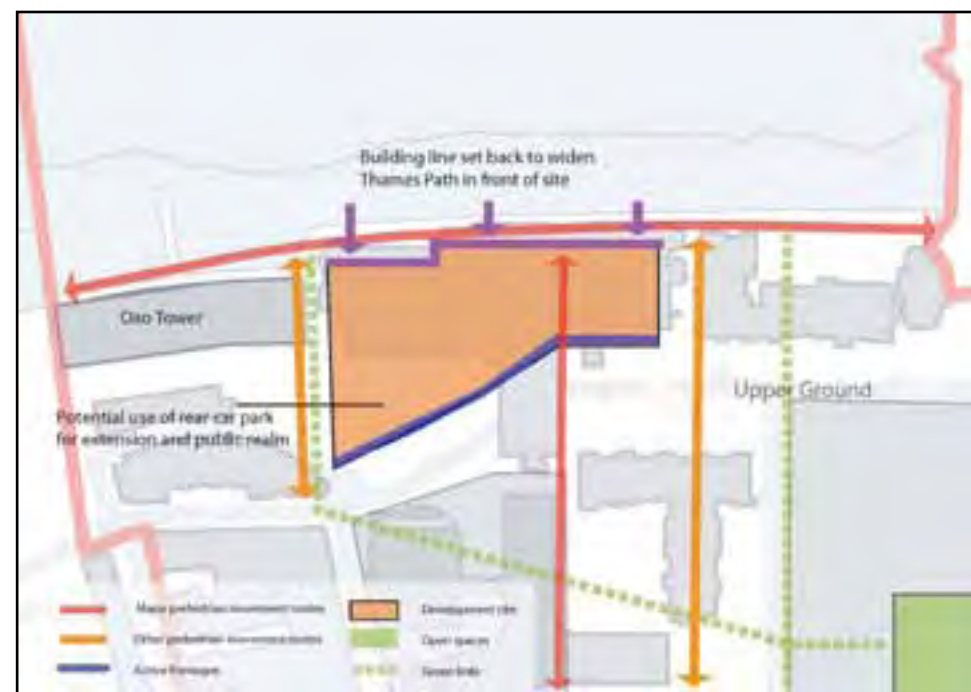 Building line set back to widen
Thames Path in front of site
Oxo Tower
Upper Ground
Potential use of rear car park
for extension and public realm
Major pedestrian movement routes
Development site
Other pedestrian movement routes
Open spaces
Active frontages
Green links